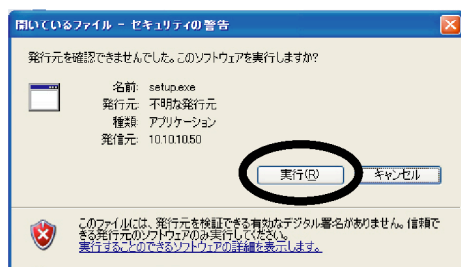 開いているファイル - セキュリティの警告
発行元を確認できませんでした。このソフトウェアを実行しますか?
名前: setup.exe
発行元: 不明な発行元
種類: アプリケーション
発信元: 10.10.10.50
実行(R)
キャンセル
このファイルには、発行元を検証できる有効なデジタル署名がありません。信頼で
きる発行元のソフトウェアのみ実行してください。
実行することのできるソフトウェアの詳細を表示します。